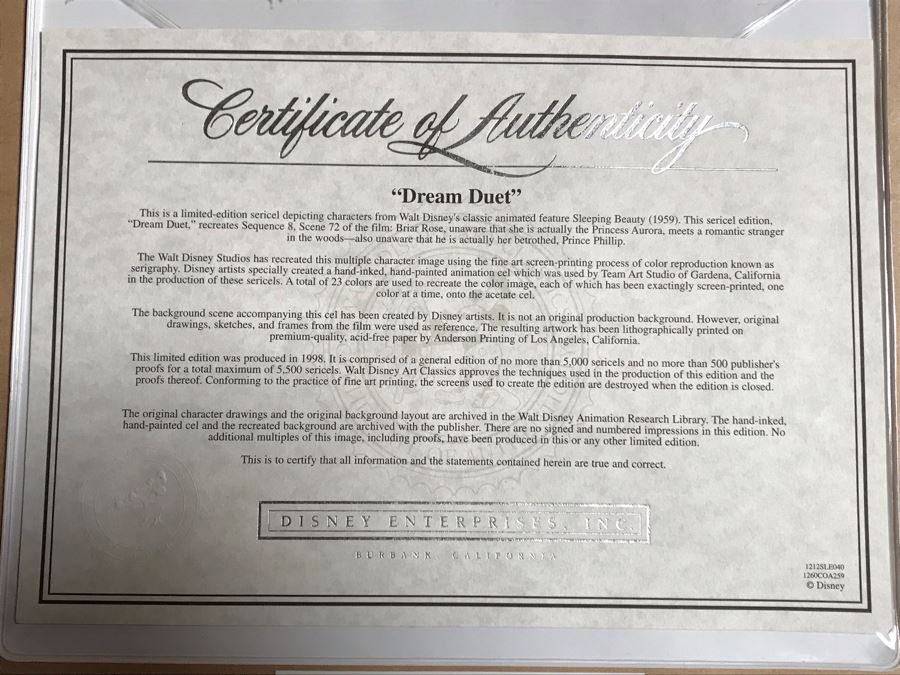 Certificate of Authenticity
“Dream Duet”
This is a limited-edition sericel depicting characters from Walt Disney's classic animated feature Sleeping Beauty (1959). This sericel edition,
“Dream Duet,” recreates Sequence 8, Scene 72 of the film: Briar Rose, unaware that she is actually the Princess Aurora, meets a romantic stranger
in the woods—also unaware that he is actually her betrothed, Prince Phillip.
The Walt Disney Studios has recreated this multiple character image using the fine art screen-printing process of color reproduction known as
serigraphy. Disney artists specially created a hand-inked, hand-painted animation cel which was used by Team Art Studio of Gardena, California
in the production of these sericels. A total of 23 colors are used to recreate the color image, each of which has been exactingly screen-printed, one
color at a time, onto the acetate cel.
The background scene accompanying this cel has been created by Disney artists. It is not an original production background. However, original
drawings, sketches, and frames from the film were used as reference. The resulting artwork has been lithographically printed on
premium-quality, acid-free paper by Anderson Printing of Los Angeles, California.
This limited edition was produced in 1998. It is comprised of a general edition of no more than 5,000 sericels and no more than 500 publisher's
proofs for a total maximum of 5,500 sericels. Walt Disney Art Classics approves the techniques used in the production of this edition and the
proofs thereof. Conforming to the practice of fine art printing, the screens used to create the edition are destroyed when the edition is closed.
The original character drawings and the original background layout are archived in the Walt Disney Animation Research Library. The hand-inked,
hand-painted cel and the recreated background are archived with the publisher. There are no signed and numbered impressions in this edition. No
additional multiples of this image, including proofs, have been produced in this or any other limited edition.
This is to certify that all information and the statements contained herein are true and correct.
DISNEY ENTERPRISES, INC.
BURBANK, CALIFORNIA
1212SLE040
1260COA259
© Disney